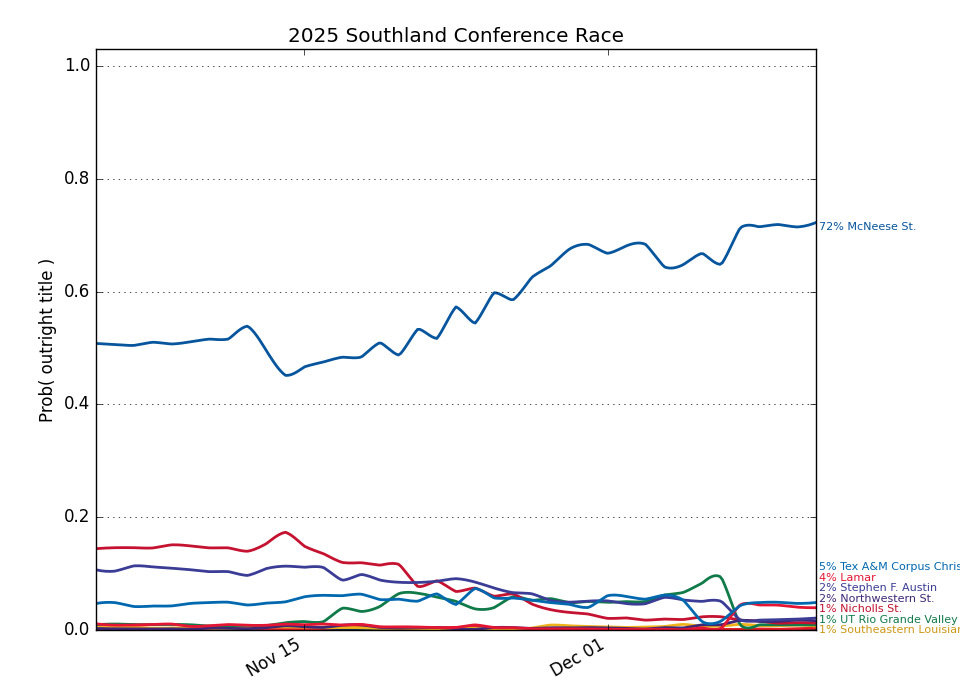 2025 Southland Conference Race
Prob( outright title )
1.0
0.8
0.6
0.4
0.2
0.0
Nov 15
Dec 01
72% McNeese St.
5% Tex A&M Corpus Chris
4% Lamar
2% Stephen F. Austin
2% Northwestern St.
1% Nicholls St.
1% UT Rio Grande Valley
1% Southeastern Louisian